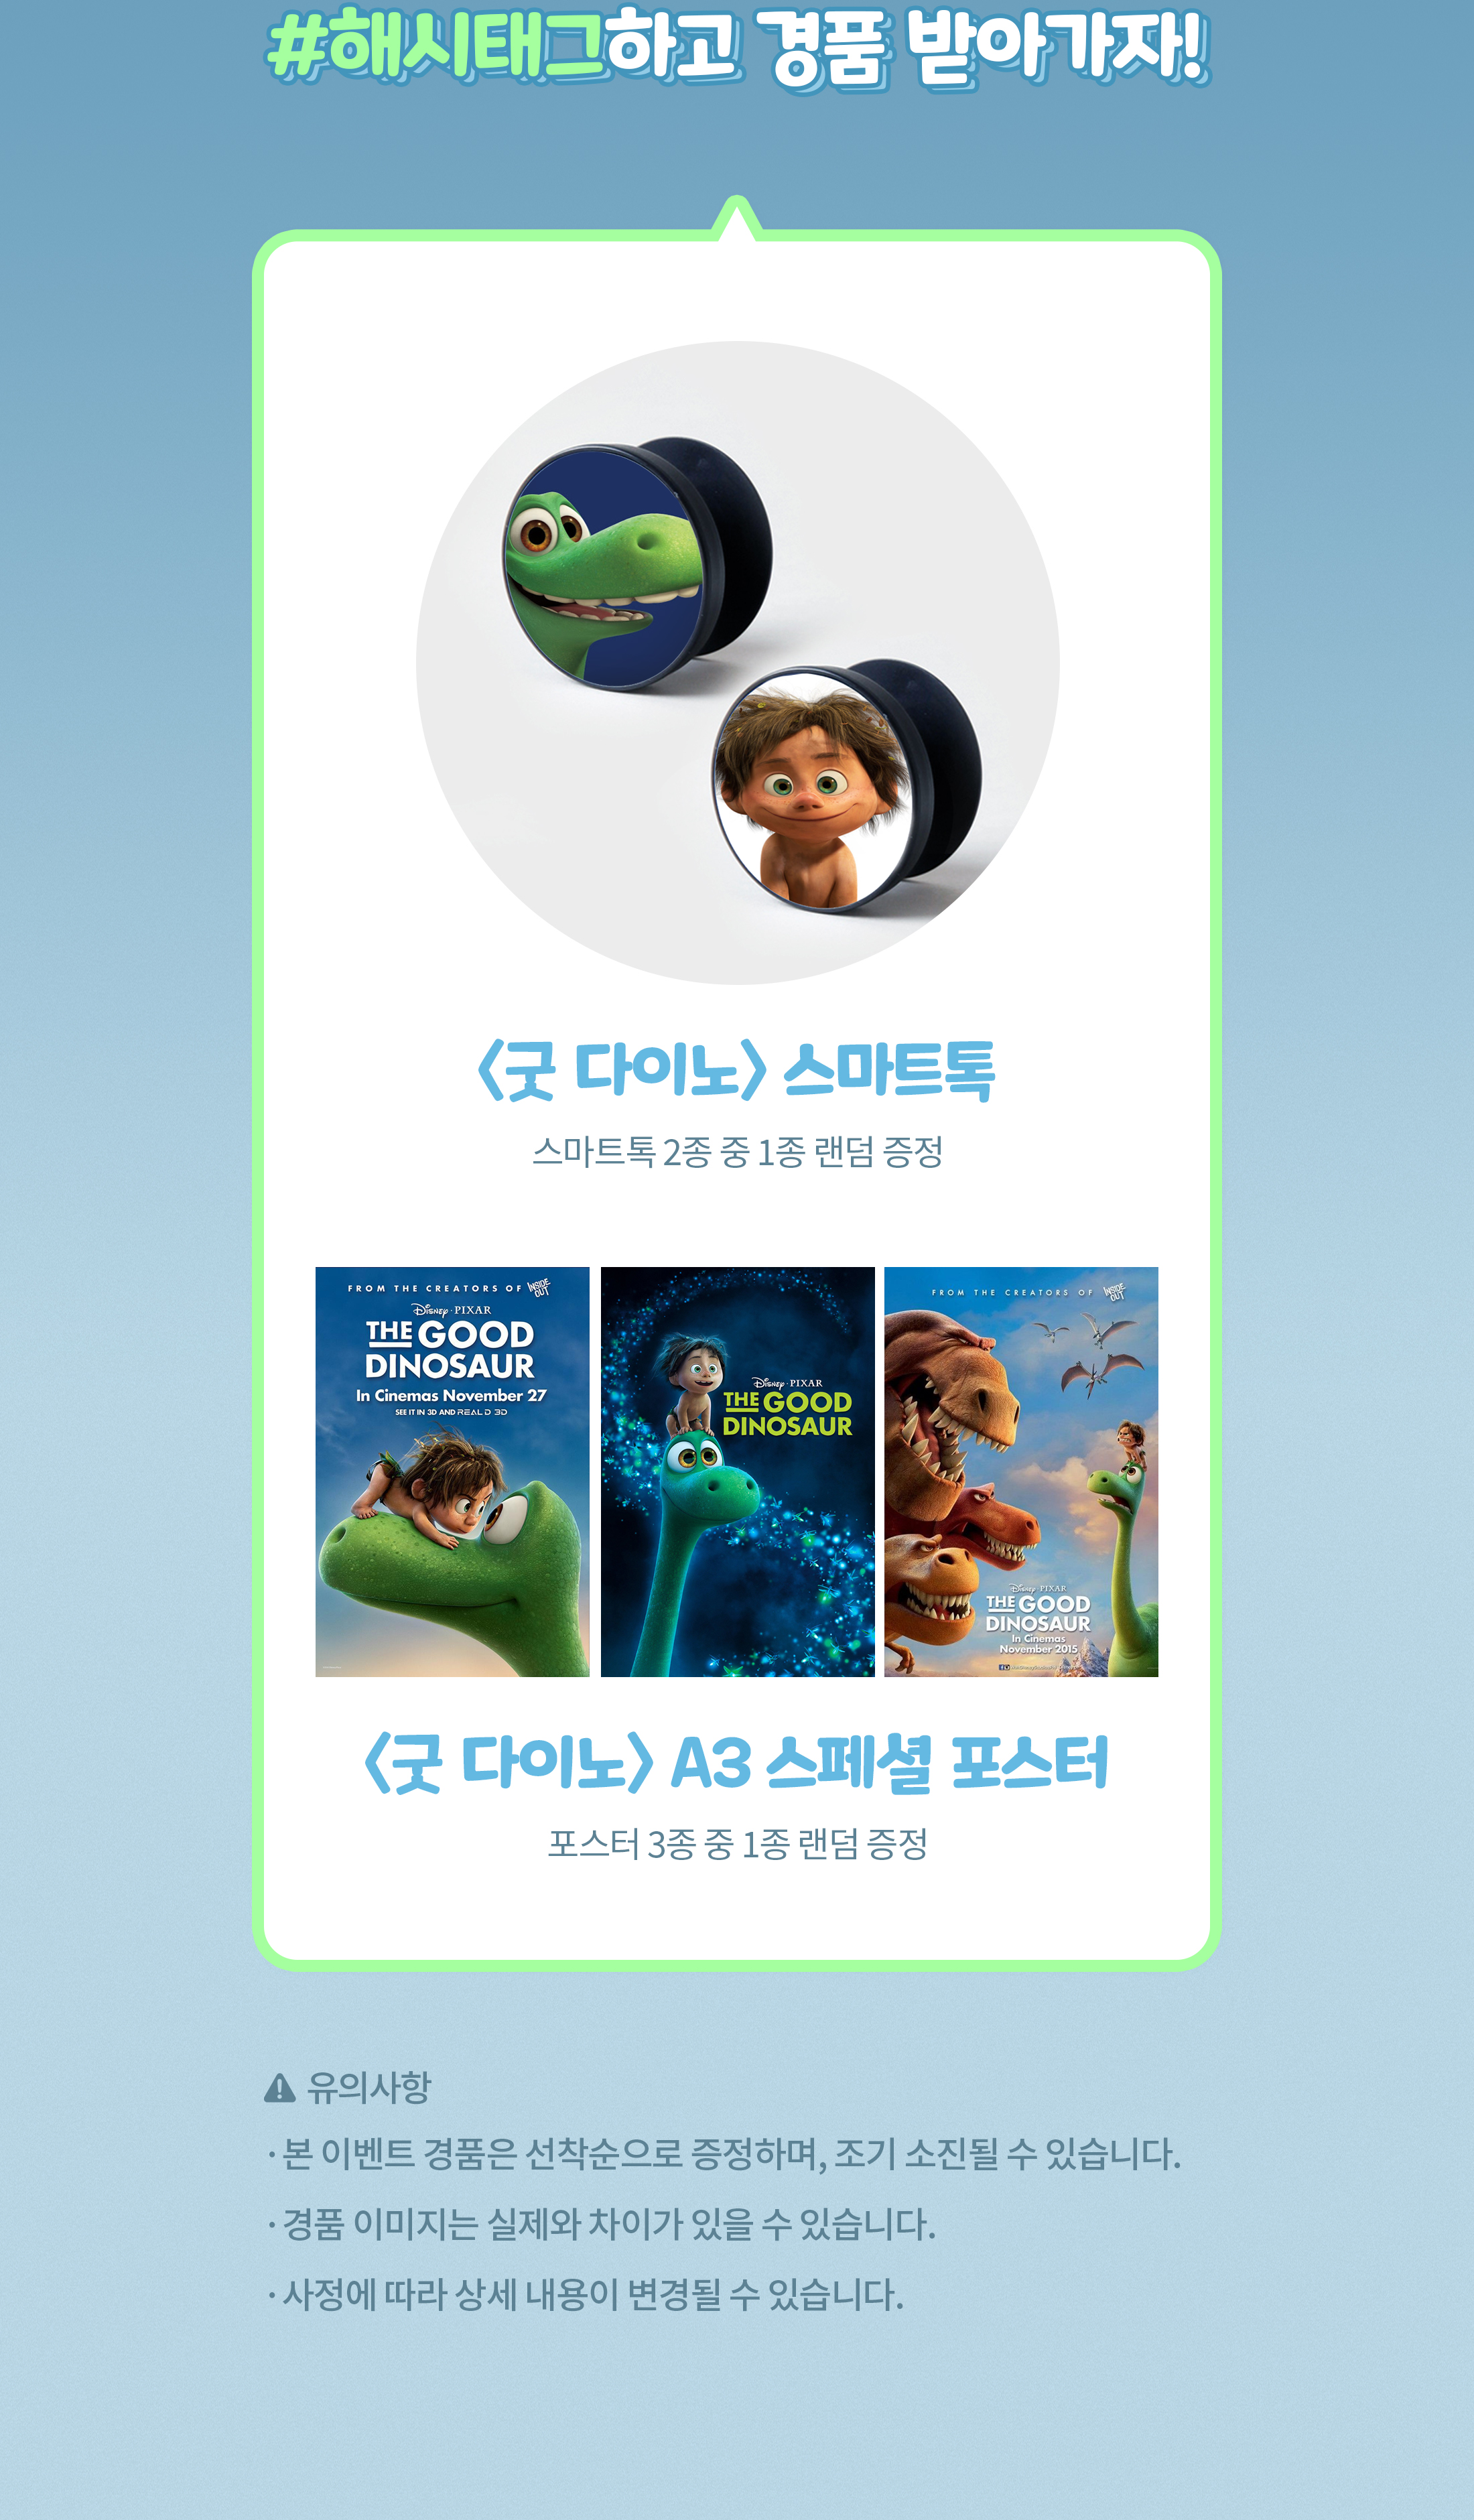 #해시태그하고 경품 받아가자!
<굿 다이노> 스마트톡
스마트톡 2종 중 1종 랜덤 증정
FROM THE CREATORS OF INSIDE OUT
Disney·PIXAR
THE GOOD
DINOSAUR
In Cinemas November 27
SEE IT IN 3D AND REAL D 3D
Disney·PIXAR
THE GOOD
DINOSAUR
FROM THE CREATORS OF INSIDE OUT
Disney PIXAR
THE GOOD
DINOSAUR
In Cinemas
November 2015
<굿 다이노> A3 스페셜 포스터
포스터 3종 중 1종 랜덤 증정
유의사항
· 본 이벤트 경품은 선착순으로 증정하며, 조기 소진될 수 있습니다.
· 경품 이미지는 실제와 차이가 있을 수 있습니다.
· 사정에 따라 상세 내용이 변경될 수 있습니다.